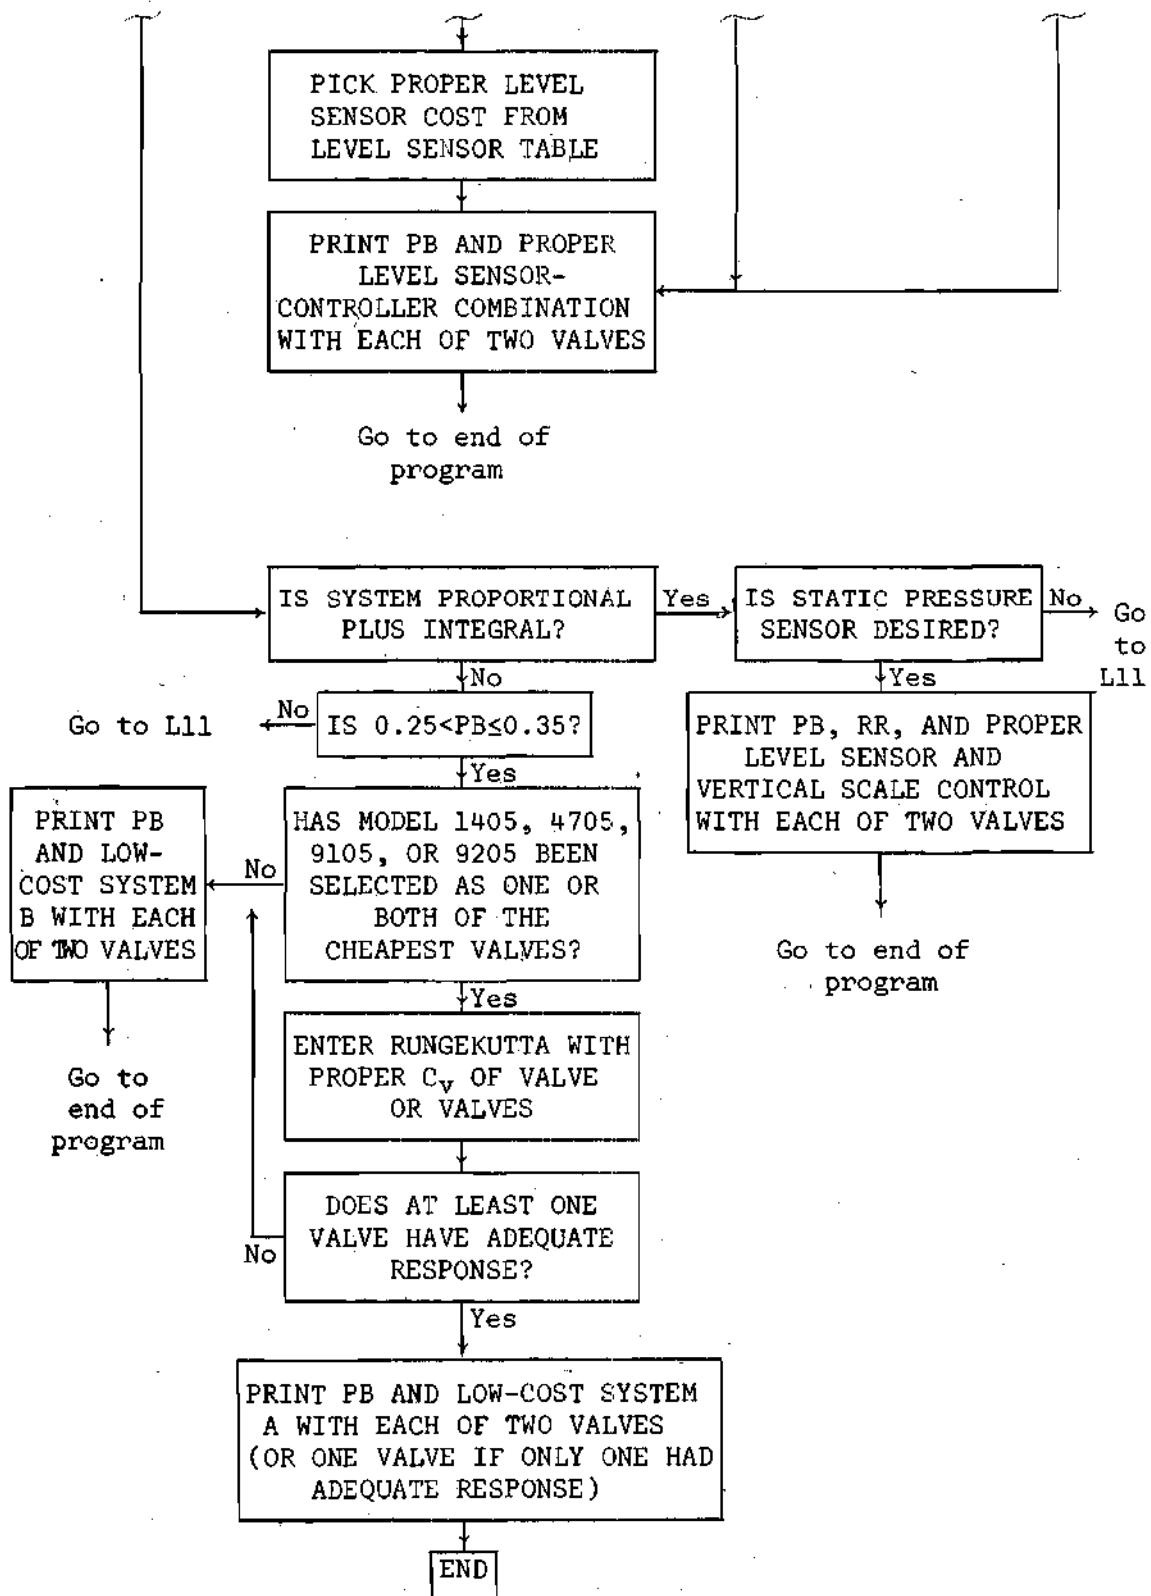 PICK PROPER LEVEL
SENSOR COST FROM
LEVEL SENSOR TABLE
PRINT PB AND PROPER
LEVEL SENSOR-
CONTROLLER COMBINATION
WITH EACH OF TWO VALVES
Go to end of
program
IS SYSTEM PROPORTIONAL
PLUS INTEGRAL?
Yes
IS STATIC PRESSURE
SENSOR DESIRED?
No
Go
to
L11
No
Yes
Go to L11
No
IS 0.25<PB≤0.35?
PRINT PB, RR, AND PROPER
LEVEL SENSOR AND
VERTICAL SCALE CONTROL
WITH EACH OF TWO VALVES
Go to end of
program
Yes
PRINT PB
AND LOW-
COST SYSTEM
B WITH EACH
OF TWO VALVES
No
HAS MODEL 1405, 4705,
9105, OR 9205 BEEN
SELECTED AS ONE OR
BOTH OF THE
CHEAPEST VALVES?
Go to
end of
program
Yes
ENTER RUNGEKUTTA WITH
PROPER Cv OF VALVE
OR VALVES
DOES AT LEAST ONE
VALVE HAVE ADEQUATE
RESPONSE?
No
Yes
PRINT PB AND LOW-COST SYSTEM
A WITH EACH OF TWO VALVES
(OR ONE VALVE IF ONLY ONE HAD
ADEQUATE RESPONSE)
END